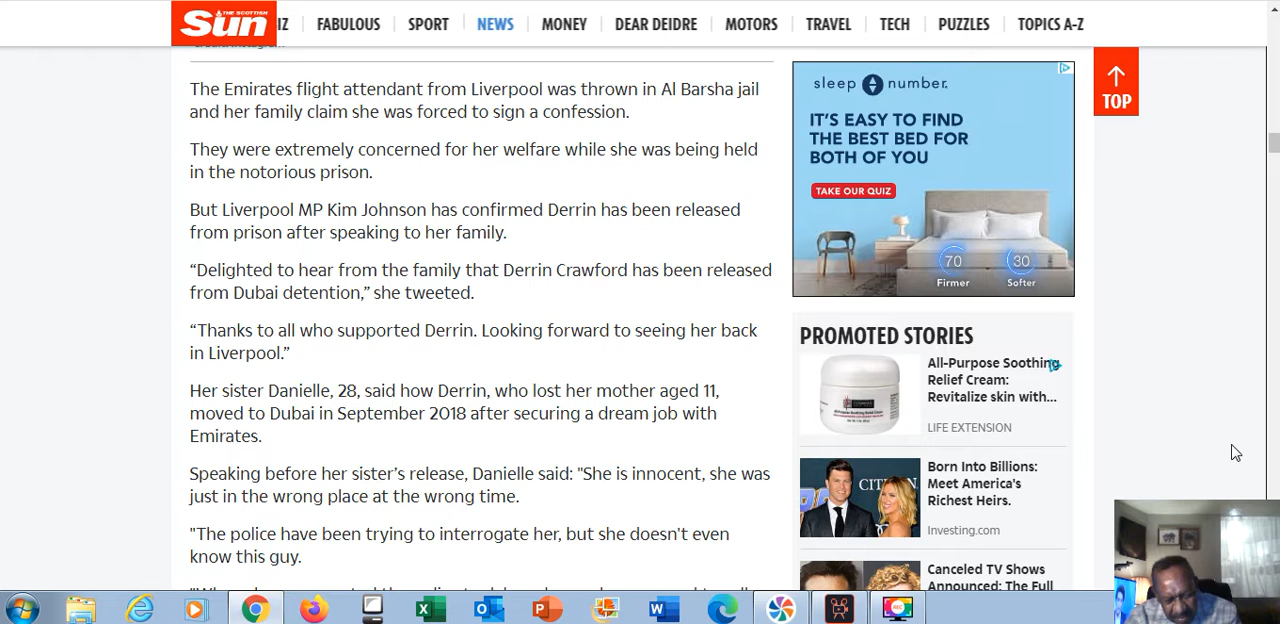 THE SCOTTISH
Sun
IZ
FABULOUS
SPORT
NEWS
MONEY
DEAR DEIDRE
MOTORS
TRAVEL
TECH
PUZZLES
TOPICS A-Z
The Emirates flight attendant from Liverpool was thrown in Al Barsha jail
and her family claim she was forced to sign a confession.
They were extremely concerned for her welfare while she was being held
in the notorious prison.
But Liverpool MP Kim Johnson has confirmed Derrin has been released
from prison after speaking to her family.
“Delighted to hear from the family that Derrin Crawford has been released
from Dubai detention,” she tweeted.
“Thanks to all who supported Derrin. Looking forward to seeing her back
in Liverpool.”
Her sister Danielle, 28, said how Derrin, who lost her mother aged 11,
moved to Dubai in September 2018 after securing a dream job with
Emirates.
Speaking before her sister’s release, Danielle said: "She is innocent, she was
just in the wrong place at the wrong time.
"The police have been trying to interrogate her, but she doesn't even
know this guy.
sleep number.
IT’S EASY TO FIND
THE BEST BED FOR
BOTH OF YOU
TAKE OUR QUIZ
70
Firmer
30
Softer
TOP
PROMOTED STORIES
All-Purpose Soothing
Relief Cream:
Revitalize skin with...
LIFE EXTENSION
Born Into Billions:
Meet America's
Richest Heirs.
Investing.com
CITI
Canceled TV Shows
Announced: The Full
REC